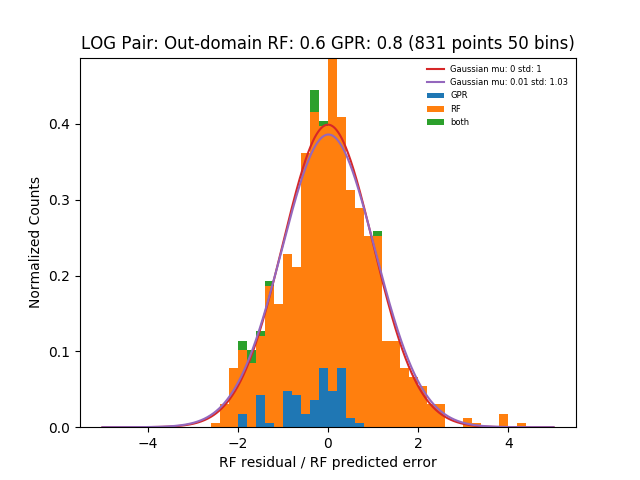 LOG Pair: Out-domain RF: 0.6 GPR: 0.8 (831 points 50 bins)
Gaussian mu: 0 std: 1
Gaussian mu: 0.01 std: 1.03
GPR
RF
both
Normalized Counts
0.4
0.3
0.2
0.1
0.0
−4 −2 0 2 4
RF residual / RF predicted error